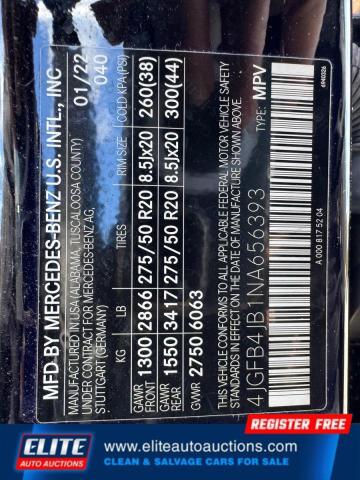 MFD BY MERCEDES-BENZ U.S. INTL., INC
MANUFACTURED IN USA (ALABAMA, TUSCALOOSA COUNTY) 01/22
UNDER CONTRACT FOR MERCEDES-BENZ AG, 040
STUTTGART (GERMANY)
KG LB TIRES RIM SIZE COLD KPA (PSI)
GAWR FRONT 1300 2866 275/50 R20 8.5Jx20 260(38)
GAWR REAR 1550 3417 275/50 R20 8.5Jx20 300(44)
GVWR 2750 6063
THIS VEHICLE CONFORMS TO ALL APPLICABLE FEDERAL MOTOR VEHICLE SAFETY
STANDARDS IN EFFECT ON THE DATE OF MANUFACTURE SHOWN ABOVE.
4JGFB4JB1NA656393 TYPE: MPV
A 000 817 52 04
REGISTER FREE
ELITE
AUTO AUCTIONS
www.eliteautoauctions.com
CLEAN & SALVAGE CARS FOR SALE